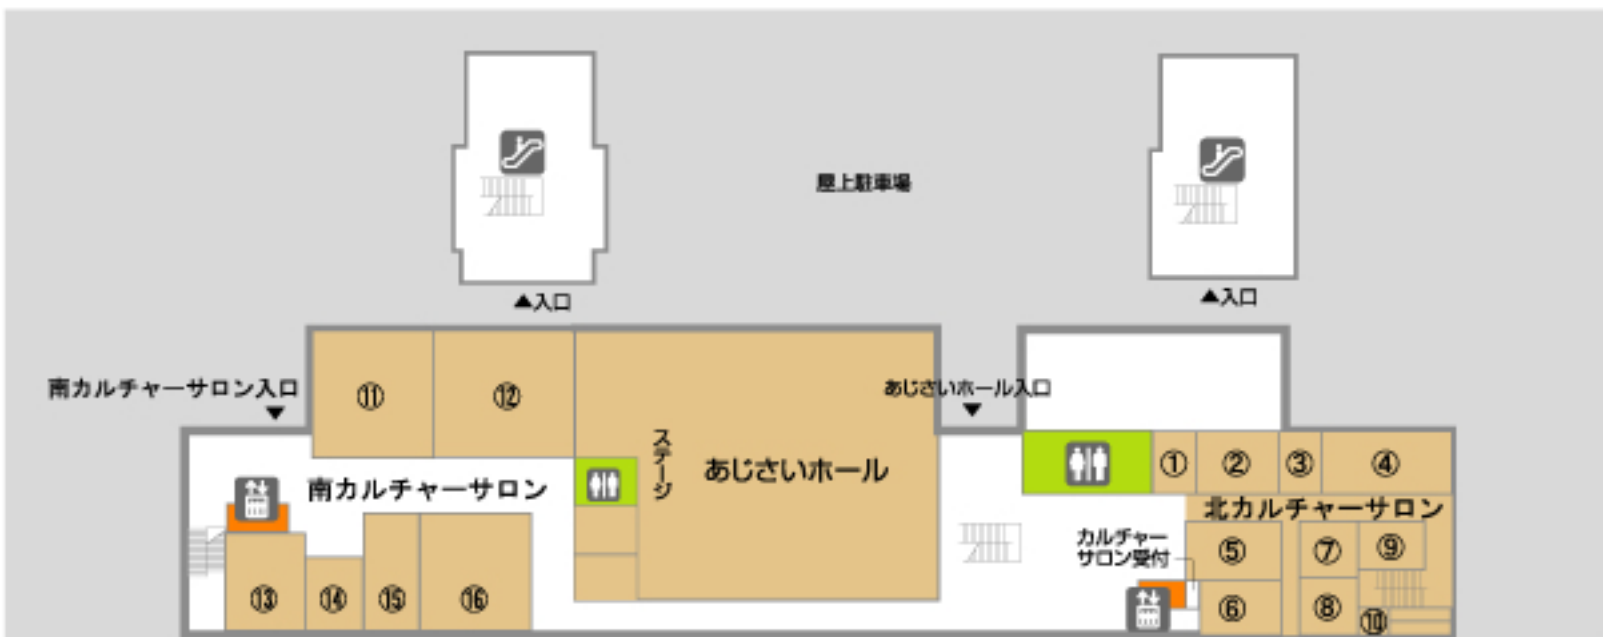 屋上駐車場
▲入口
▲入口
南カルチャーサロン入口
▼
⑪
⑫
あじさいホール入口
▼
ステージ
あじさいホール
①
②
③
④
南カルチャーサロン
北カルチャーサロン
カルチャー
サロン受付
⑤
⑦
⑨
⑬
⑭
⑮
⑯
⑥
⑧
⑩